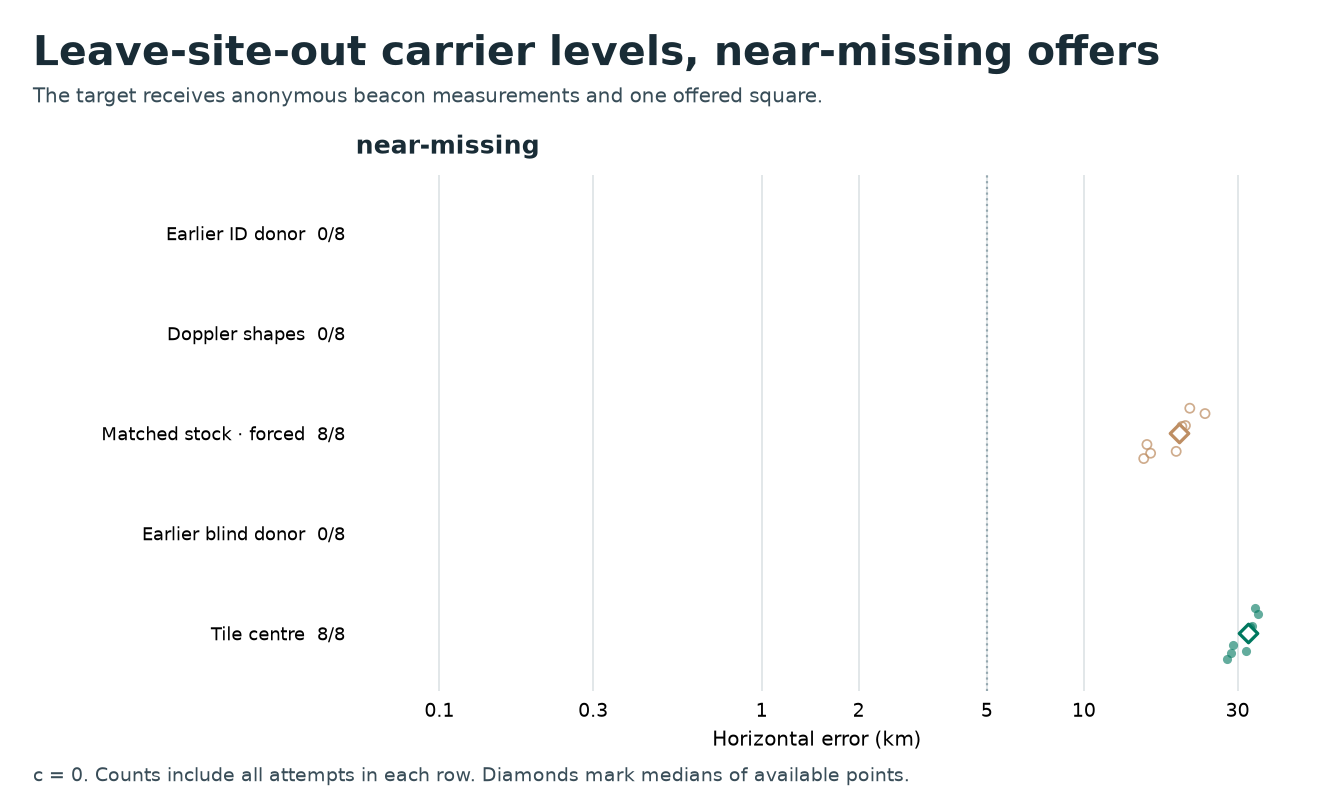 Leave-site-out carrier levels, near-missing offers
The target receives anonymous beacon measurements and one offered square.
near-missing
Earlier ID donor 0/8
Doppler shapes 0/8
Matched stock · forced 8/8
Earlier blind donor 0/8
Tile centre 8/8
0.1 0.3 1 2 5 10 30
Horizontal error (km)
c = 0. Counts include all attempts in each row. Diamonds mark medians of available points.